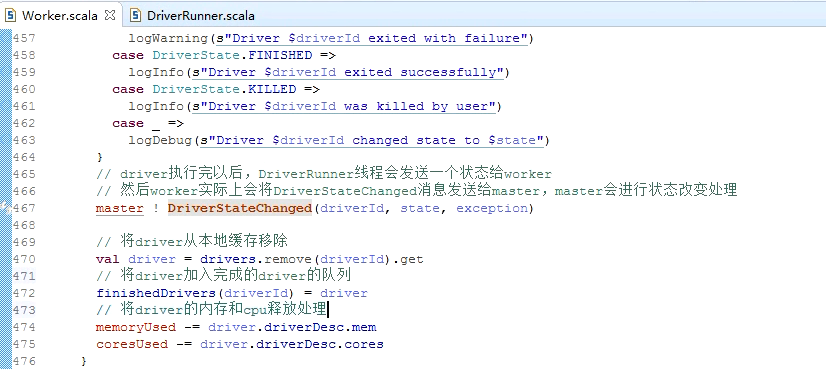 Worker.scala DriverRunner.scala
457 logWarning(s"Driver $driverId exited with failure")
458 case DriverState.FINISHED =>
459 logInfo(s"Driver $driverId exited successfully")
460 case DriverState.KILLED =>
461 logInfo(s"Driver $driverId was killed by user")
462 case _ =>
463 logDebug(s"Driver $driverId changed state to $state")
464 }
465 // driver执行完以后，DriverRunner线程会发送一个状态给worker
466 // 然后worker实际上会将DriverStateChanged消息发送给master，master会进行状态改变处理
467 master ! DriverStateChanged(driverId, state, exception)
468
469 // 将driver从本地缓存移除
470 val driver = drivers.remove(driverId).get
471 // 将driver加入完成的driver的队列
472 finishedDrivers(driverId) = driver
473 // 将driver的内存和cpu释放处理
474 memoryUsed -= driver.driverDesc.mem
475 coresUsed -= driver.driverDesc.cores
476 }